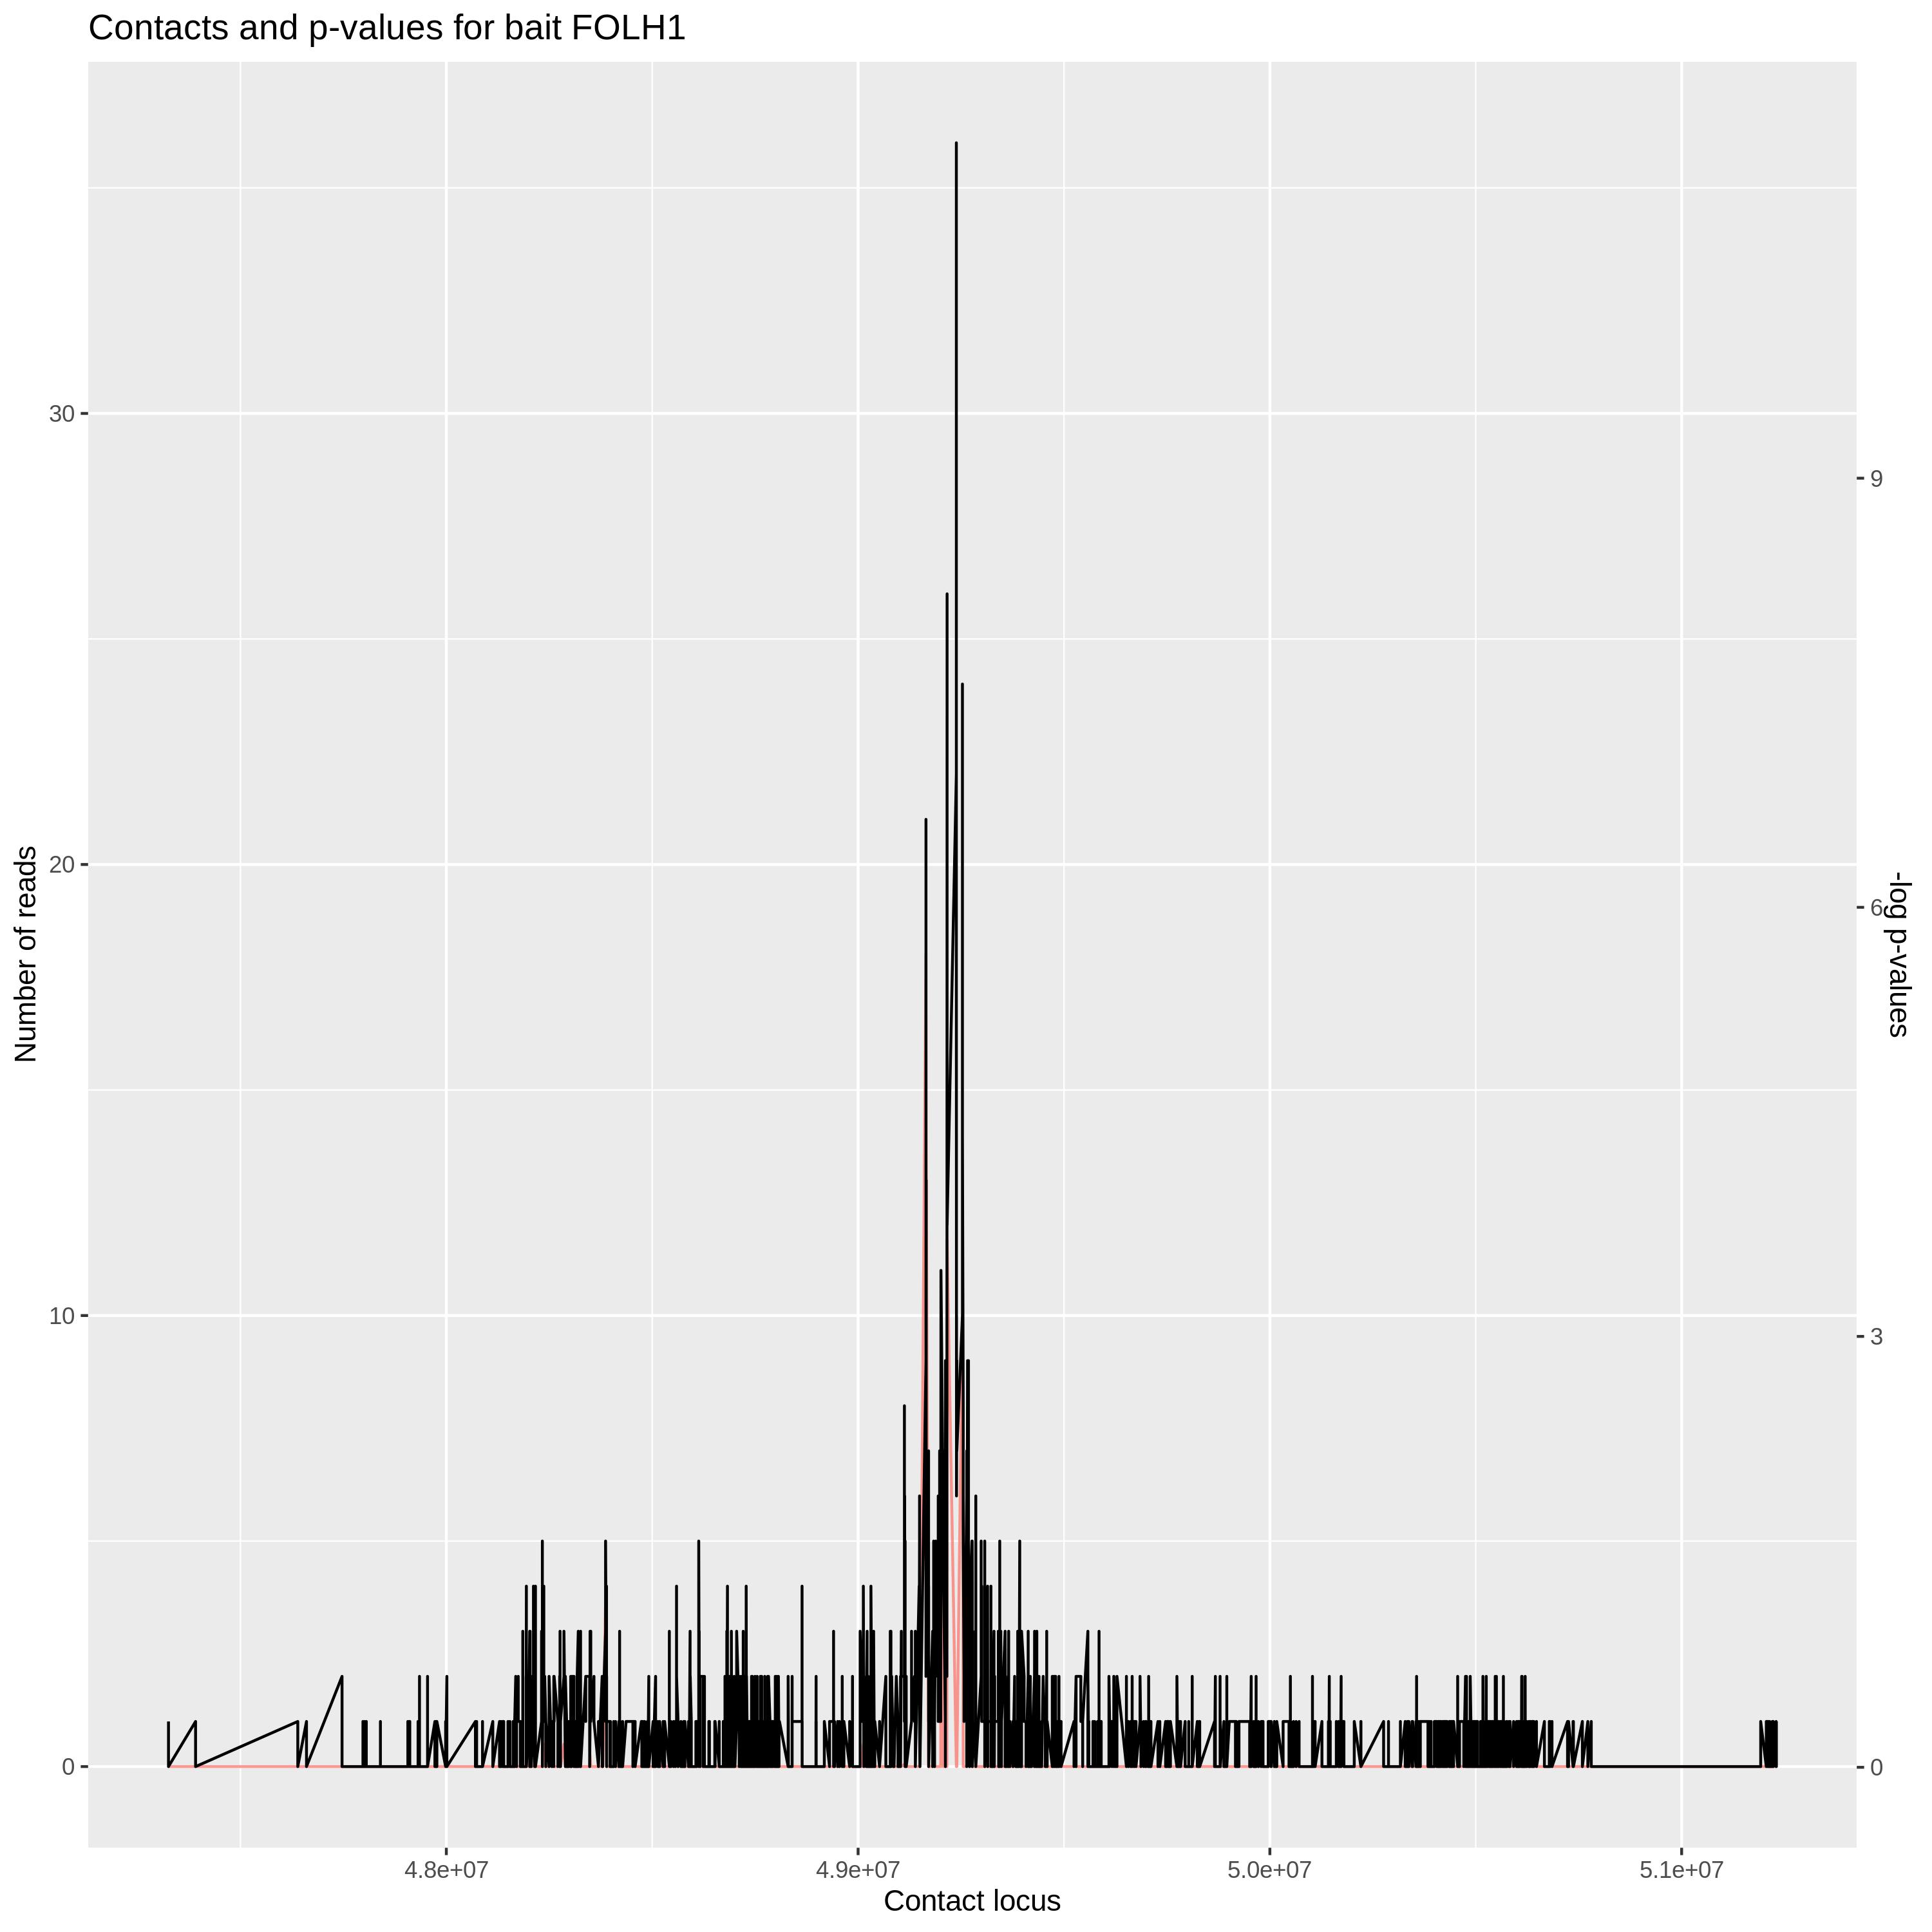 Contacts and p-values for bait FOLH1
30
20
10
0
Number of reads
9
6
3
0
-log p-values
4.8e+07 4.9e+07 5.0e+07 5.1e+07
Contact locus